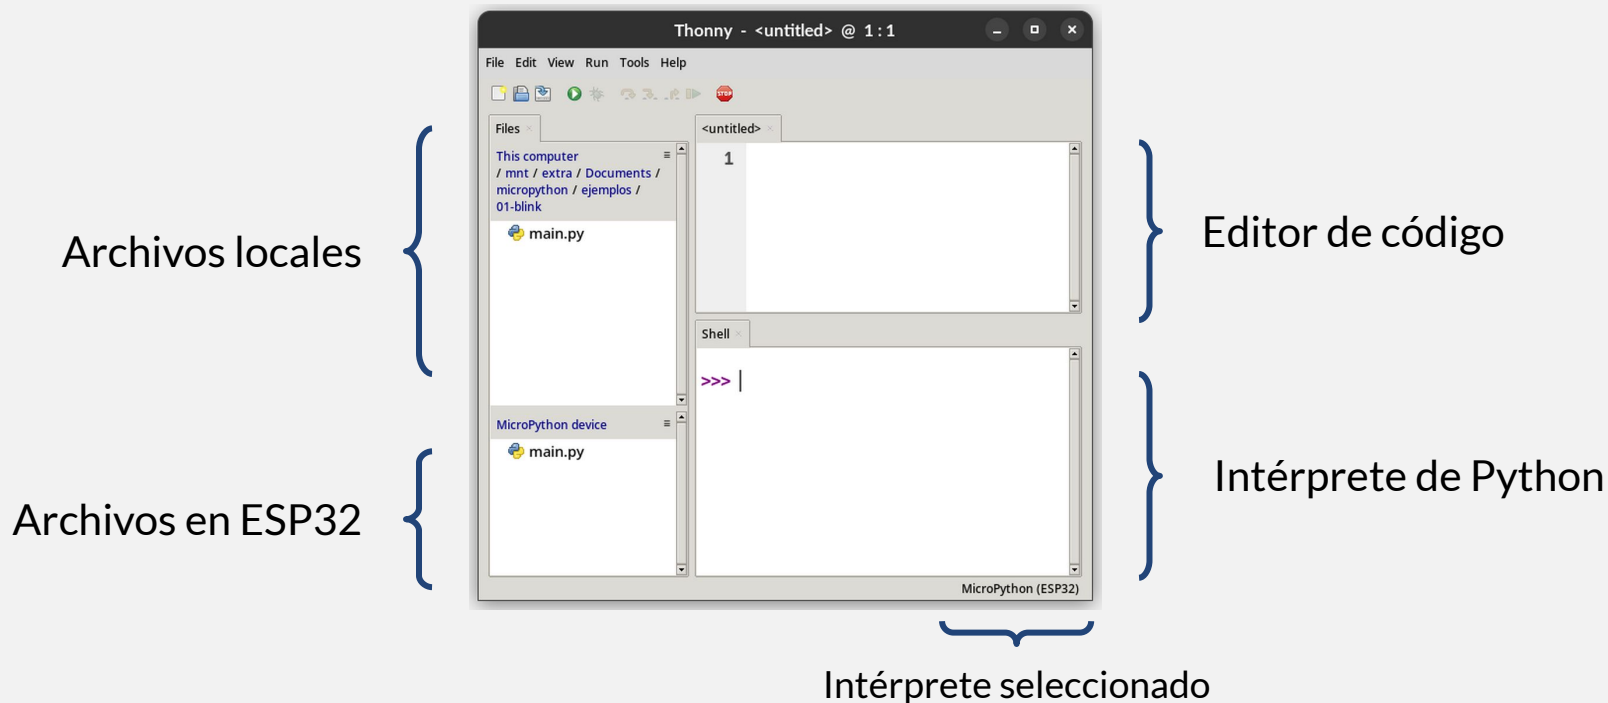 Thonny - <untitled> @ 1 : 1
File Edit View Run Tools Help
STOP
Files
<untitled>
This computer
/ mnt / extra / Documents /
micropython / ejemplos /
01-blink
main.py
1
Archivos locales
Editor de código
Shell
>>>
MicroPython device
main.py
Archivos en ESP32
Intérprete de Python
MicroPython (ESP32)
Intérprete seleccionado